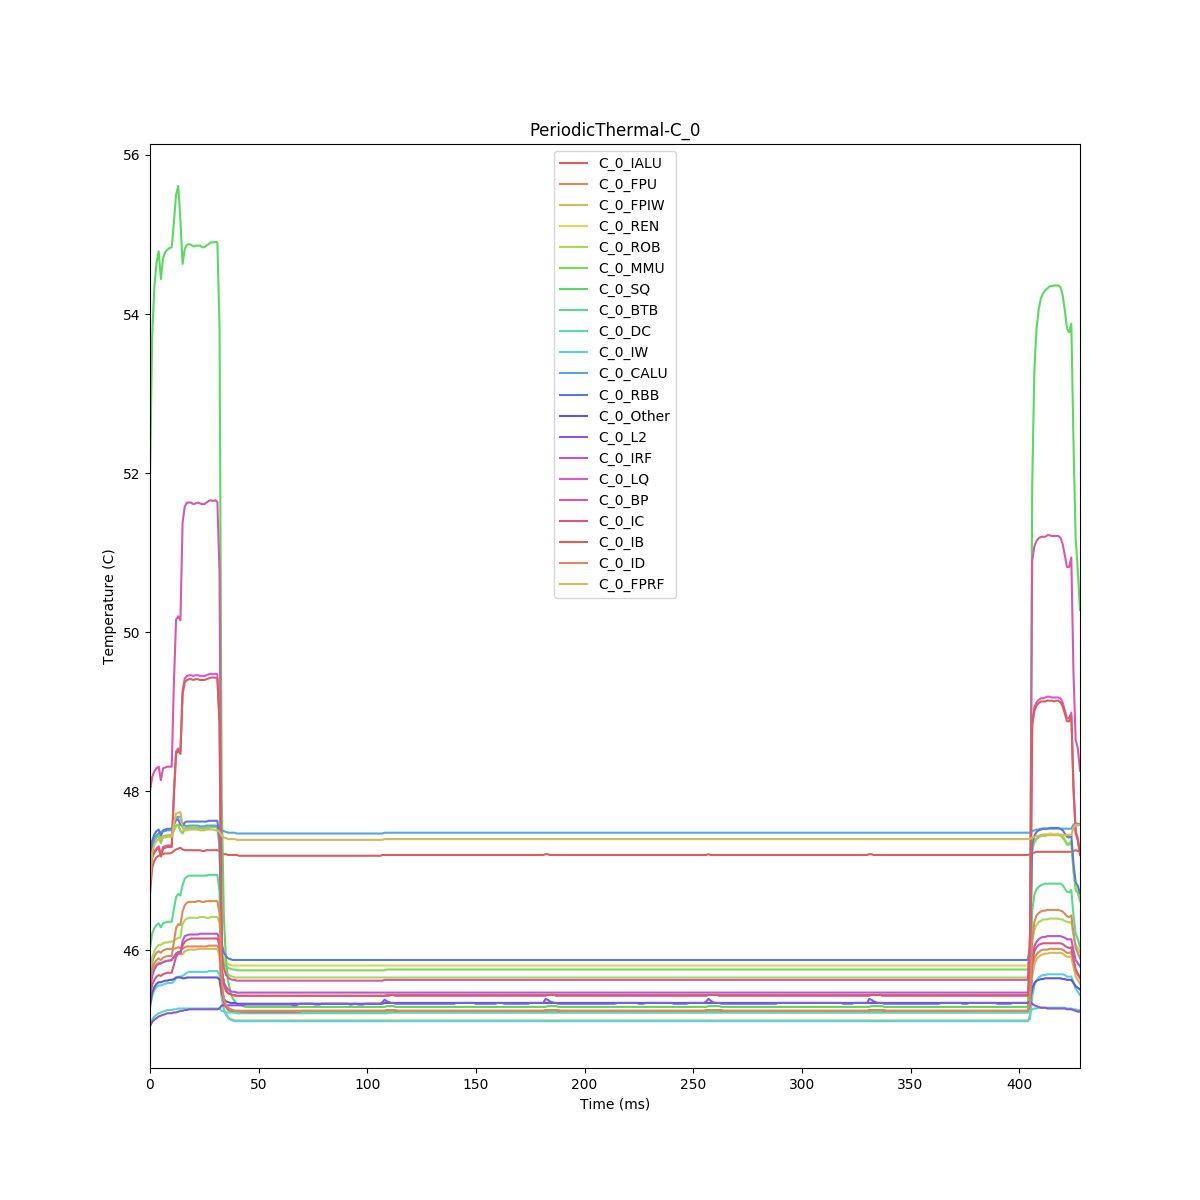 PeriodicThermal-C_0
56
54
52
50
48
46
Temperature (C)
C_0_IALU
C_0_FPU
C_0_FPIW
C_0_REN
C_0_ROB
C_0_MMU
C_0_SQ
C_0_BTB
C_0_DC
C_0_IW
C_0_CALU
C_0_RBB
C_0_Other
C_0_L2
C_0_IRF
C_0_LQ
C_0_BP
C_0_IC
C_0_IB
C_0_ID
C_0_FPRF
0 50 100 150 200 250 300 350 400
Time (ms)